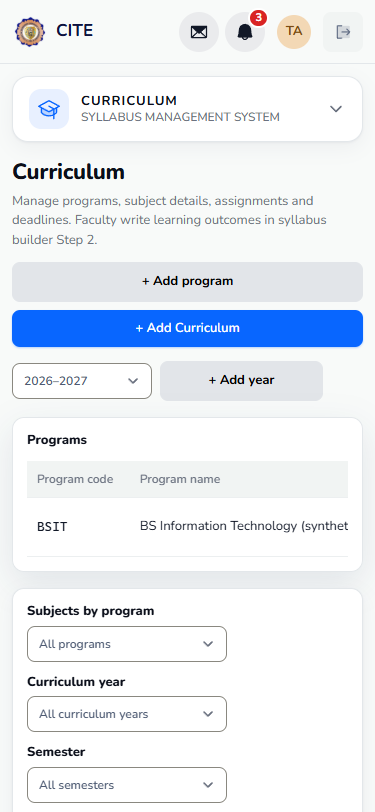 CITE
3
TA
CURRICULUM
SYLLABUS MANAGEMENT SYSTEM
Curriculum
Manage programs, subject details, assignments and
deadlines. Faculty write learning outcomes in syllabus
builder Step 2.
+ Add program
+ Add Curriculum
2026–2027
+ Add year
Programs
Program code Program name
BSIT BS Information Technology (synthet
Subjects by program
All programs
Curriculum year
All curriculum years
Semester
All semesters